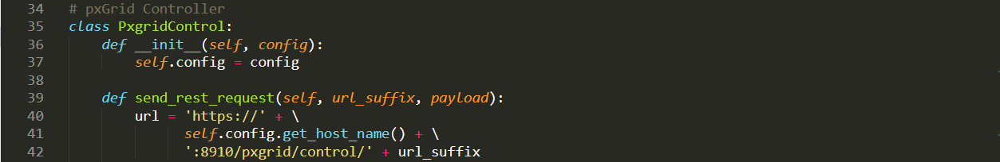 34 # pxGrid Controller
35 class PxgridControl:
36 def __init__(self, config):
37 self.config = config
38
39 def send_rest_request(self, url_suffix, payload):
40 url = 'https://' + \
41 self.config.get_host_name() + \
42 ':8910/pxgrid/control/' + url_suffix